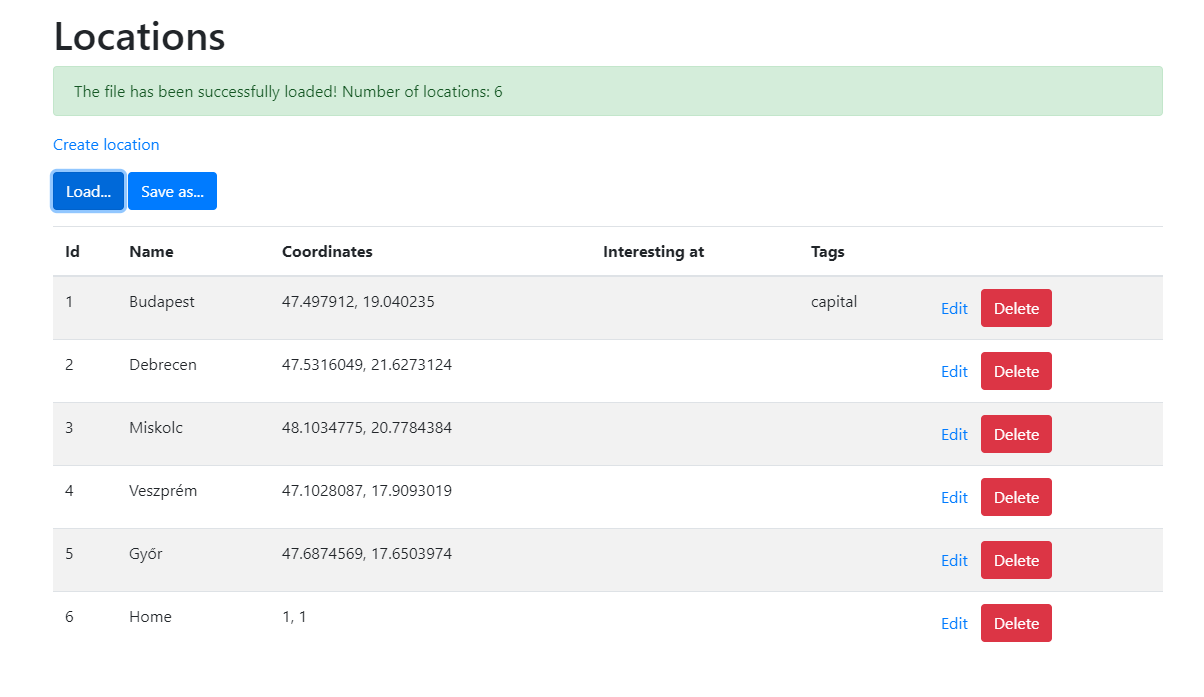 Locations
The file has been successfully loaded! Number of locations: 6
Create location
Load... Save as...
Id Name Coordinates Interesting at Tags
1 Budapest 47.497912, 19.040235 capital Edit Delete
2 Debrecen 47.5316049, 21.6273124 Edit Delete
3 Miskolc 48.1034775, 20.7784384 Edit Delete
4 Veszprém 47.1028087, 17.9093019 Edit Delete
5 Győr 47.6874569, 17.6503974 Edit Delete
6 Home 1, 1 Edit Delete